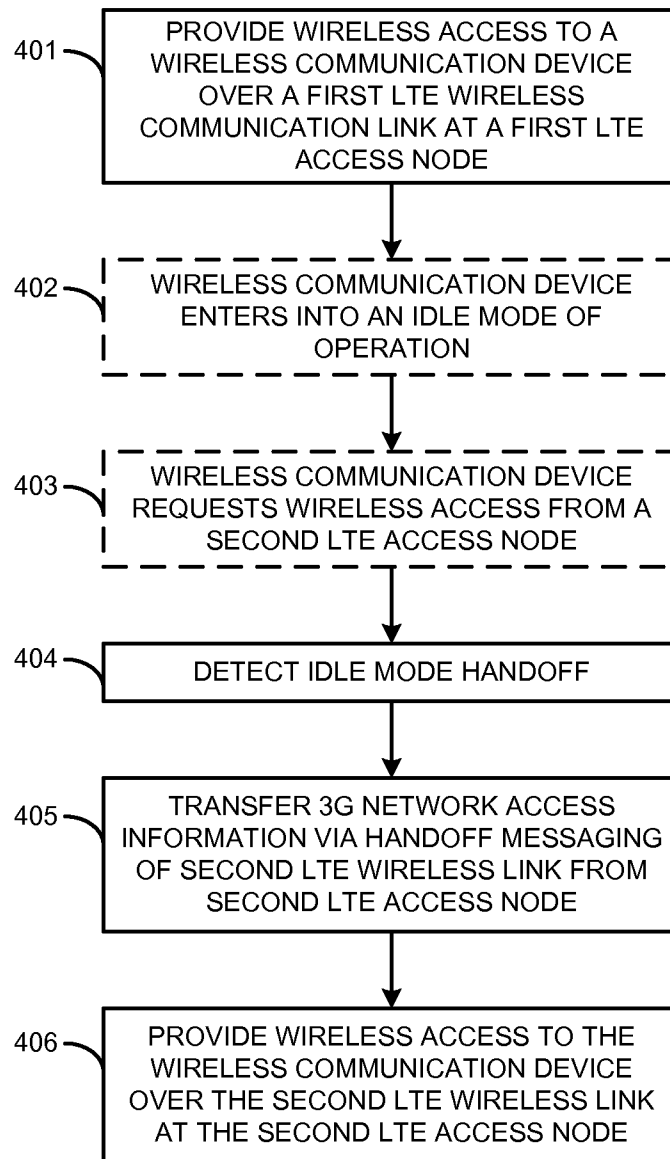 401
PROVIDE WIRELESS ACCESS TO A
WIRELESS COMMUNICATION DEVICE
OVER A FIRST LTE WIRELESS
COMMUNICATION LINK AT A FIRST LTE
ACCESS NODE
402
WIRELESS COMMUNICATION DEVICE
ENTERS INTO AN IDLE MODE OF
OPERATION
403
WIRELESS COMMUNICATION DEVICE
REQUESTS WIRELESS ACCESS FROM A
SECOND LTE ACCESS NODE
404
DETECT IDLE MODE HANDOFF
405
TRANSFER 3G NETWORK ACCESS
INFORMATION VIA HANDOFF MESSAGING
OF SECOND LTE WIRELESS LINK FROM
SECOND LTE ACCESS NODE
406
PROVIDE WIRELESS ACCESS TO THE
WIRELESS COMMUNICATION DEVICE
OVER THE SECOND LTE WIRELESS LINK
AT THE SECOND LTE ACCESS NODE